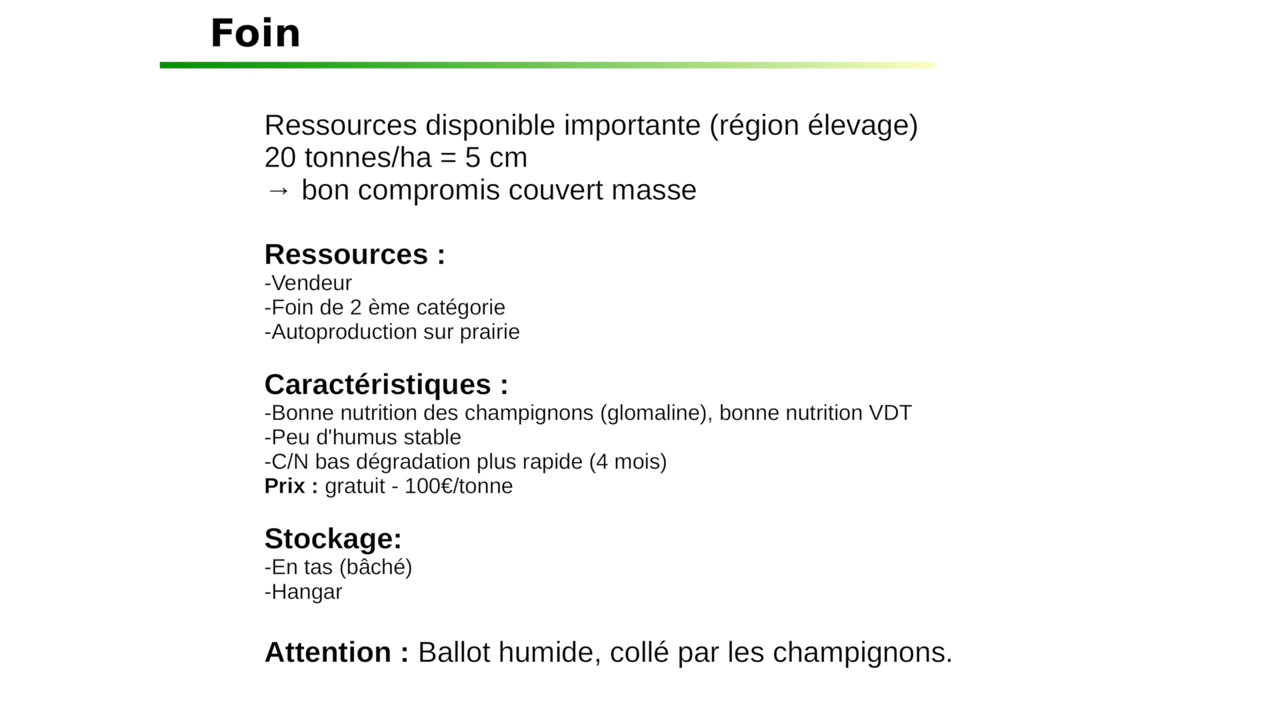 Foin
Ressources disponible importante (région élevage)
20 tonnes/ha = 5 cm
→ bon compromis couvert masse
Ressources :
-Vendeur
-Foin de 2 ème catégorie
-Autoproduction sur prairie
Caractéristiques :
-Bonne nutrition des champignons (glomaline), bonne nutrition VDT
-Peu d'humus stable
-C/N bas dégradation plus rapide (4 mois)
Prix : gratuit - 100€/tonne
Stockage:
-En tas (bâché)
-Hangar
Attention : Ballot humide, collé par les champignons.